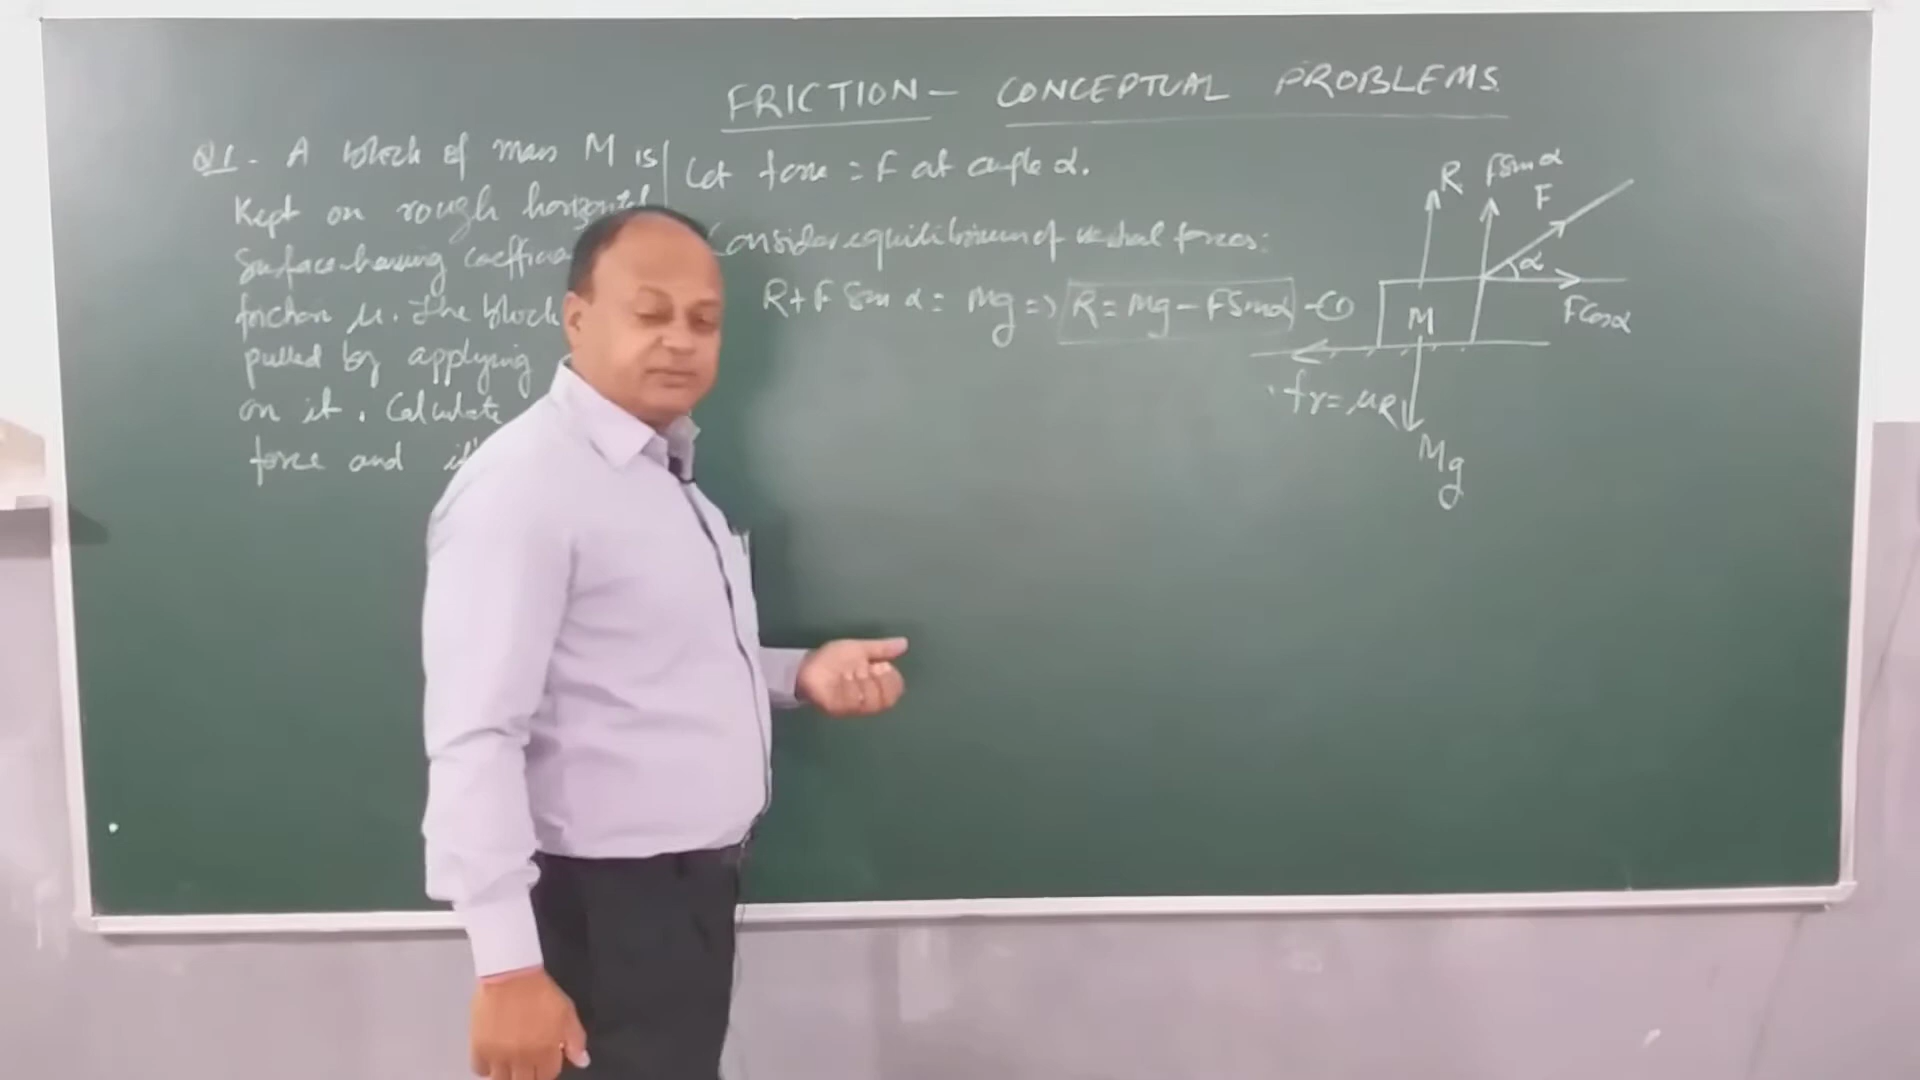 FRICTION - CONCEPTUAL PROBLEMS
Q1- A block of mass M is
Kept on rough horizontal
Surface having
friction μ. The block
pulled by applying
on it. Calculate
force and
Let force = F at angle α.
Consider equilibrium of vertical forces:
R+F Sin α = Mg => R = Mg - F Sin α -①
R
F Sin α
F
α
F Cos α
M
fr = μR
Mg